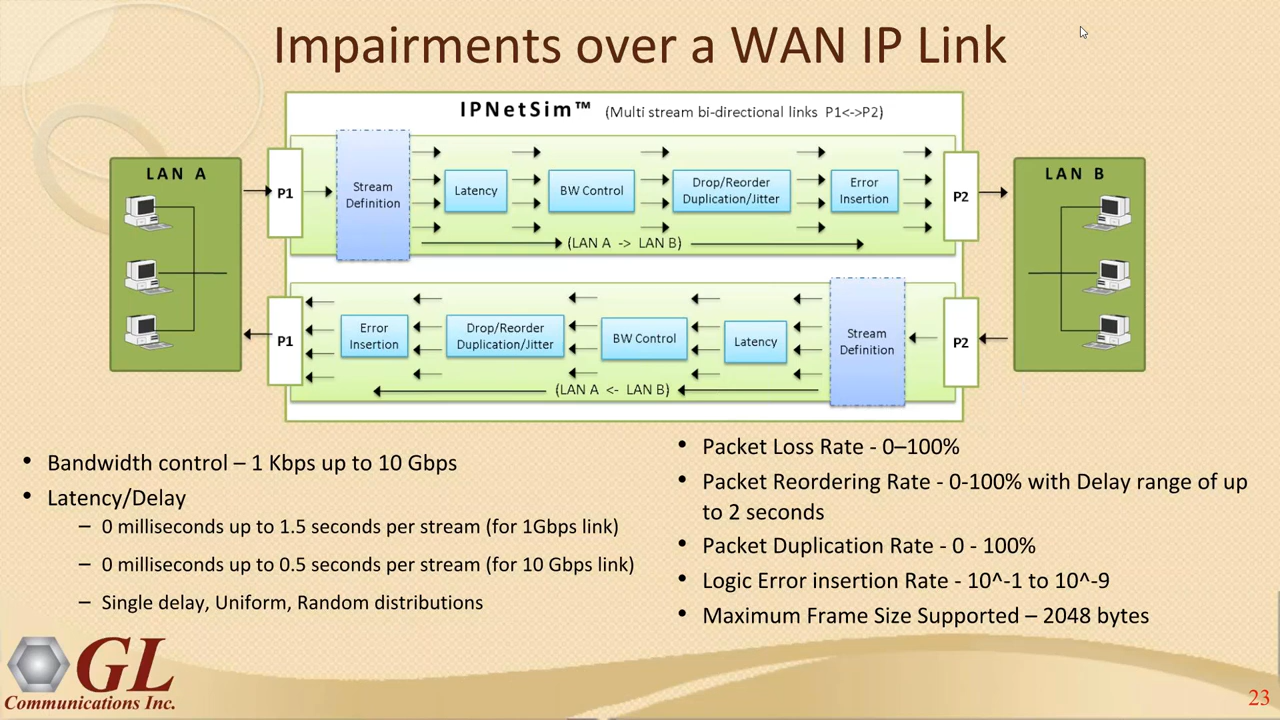 Impairments over a WAN IP Link
IPNetSim™ (Multi stream bi-directional links P1<->P2)
LAN A
P1
Stream
Definition
Latency
BW Control
Drop/Reorder
Duplication/Jitter
Error
Insertion
P2
LAN B
(LAN A -> LAN B)
P1
Error
Insertion
Drop/Reorder
Duplication/Jitter
BW Control
Latency
Stream
Definition
P2
(LAN A <- LAN B)
• Bandwidth control – 1 Kbps up to 10 Gbps
• Latency/Delay
– 0 milliseconds up to 1.5 seconds per stream (for 1Gbps link)
– 0 milliseconds up to 0.5 seconds per stream (for 10 Gbps link)
– Single delay, Uniform, Random distributions
• Packet Loss Rate - 0–100%
• Packet Reordering Rate - 0-100% with Delay range of up
to 2 seconds
• Packet Duplication Rate - 0 - 100%
• Logic Error insertion Rate - 10^-1 to 10^-9
• Maximum Frame Size Supported – 2048 bytes
GL
Communications Inc.
23